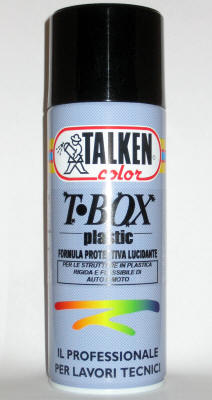 TALKEN
color
T•BOX
plastic
FORMULA PROTETTIVA LUCIDANTE
PER LE STRUTTURE IN PLASTICA
RIGIDA E FLESSIBILE DI
AUTO E MOTO
IL PROFESSIONALE
PER LAVORI TECNICI